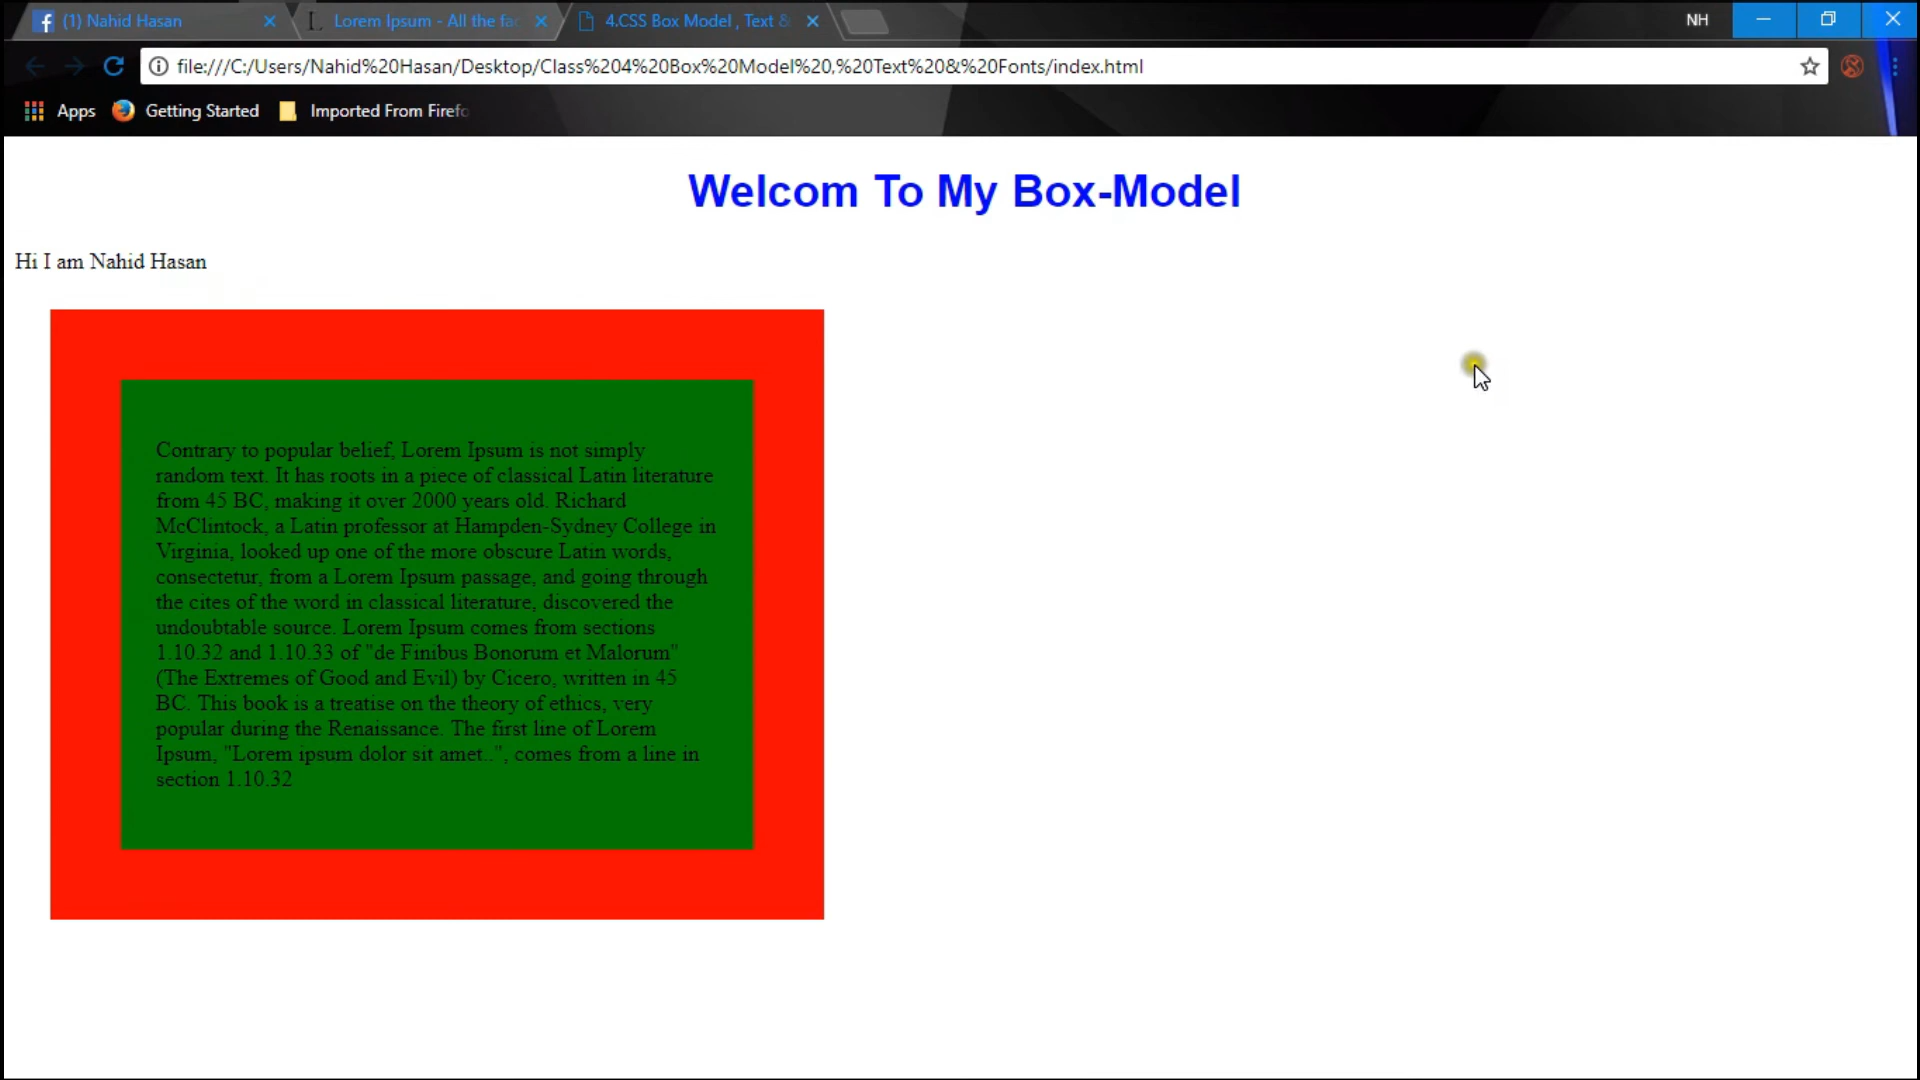 (1) Nahid Hasan
Lorem Ipsum - All the fac
4.CSS Box Model , Text &
NH
file:///C:/Users/Nahid%20Hasan/Desktop/Class%204%20Box%20Model%20,%20Text%20&%20Fonts/index.html
Apps
Getting Started
Imported From Firefo
Welcom To My Box-Model
Hi I am Nahid Hasan
Contrary to popular belief, Lorem Ipsum is not simply
random text. It has roots in a piece of classical Latin literature
from 45 BC, making it over 2000 years old. Richard
McClintock, a Latin professor at Hampden-Sydney College in
Virginia, looked up one of the more obscure Latin words,
consectetur, from a Lorem Ipsum passage, and going through
the cites of the word in classical literature, discovered the
undoubtable source. Lorem Ipsum comes from sections
1.10.32 and 1.10.33 of "de Finibus Bonorum et Malorum"
(The Extremes of Good and Evil) by Cicero, written in 45
BC. This book is a treatise on the theory of ethics, very
popular during the Renaissance. The first line of Lorem
Ipsum, "Lorem ipsum dolor sit amet..", comes from a line in
section 1.10.32